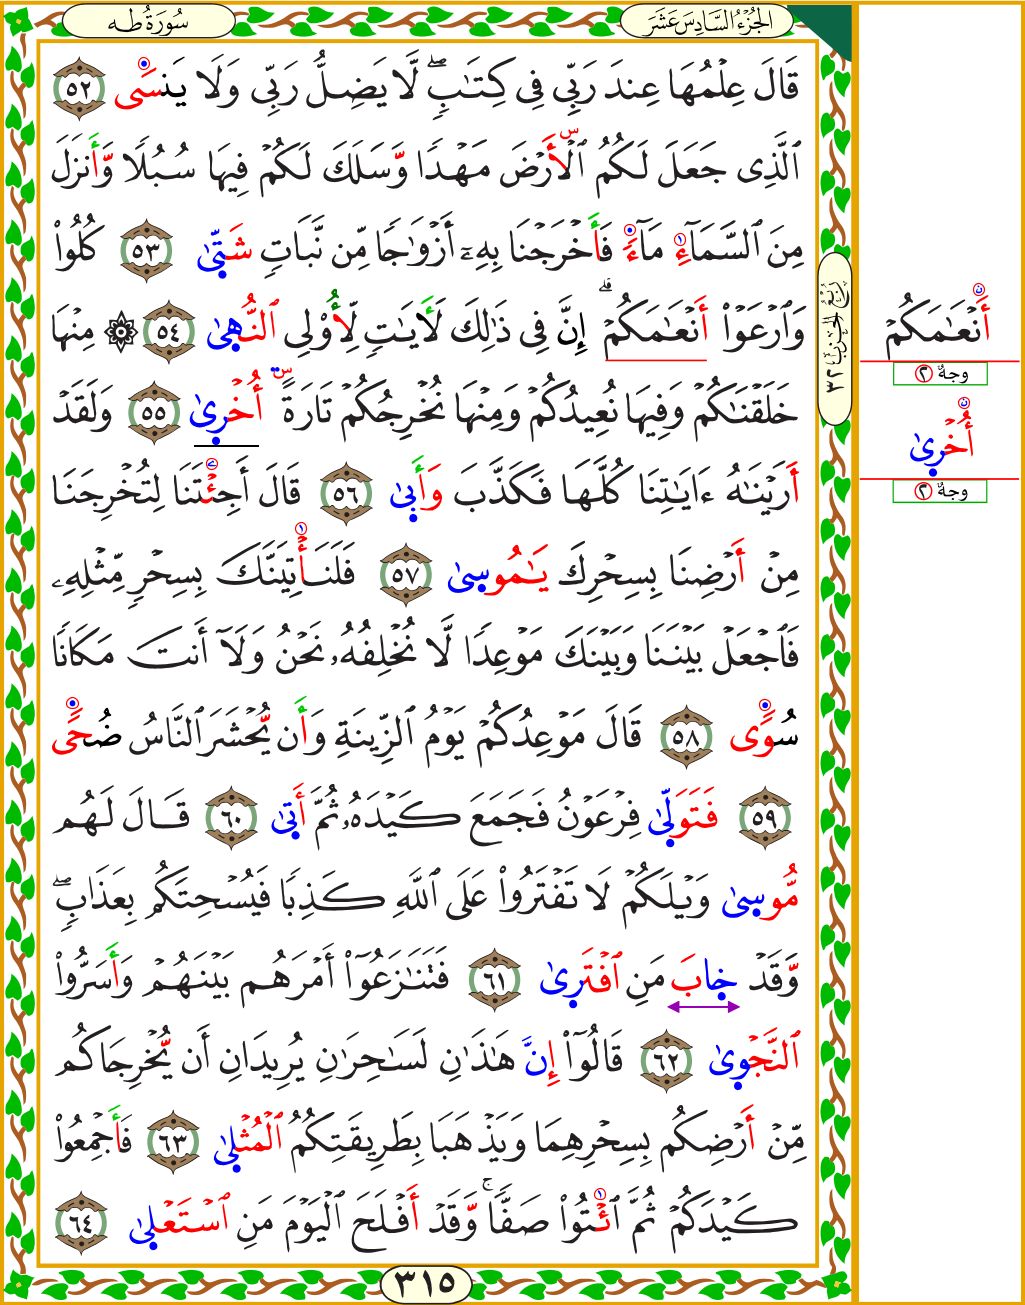 سُورَةُ طه
الجُزْءُ السَّادِسَ عَشَرَ
قَالَ عِلْمُهَا عِندَ رَبِّى فِى كِتَٰبٍۖ لَّا يَضِلُّ رَبِّى وَلَا يَنسَى ٥٢
ٱلَّذِى جَعَلَ لَكُمُ ٱلْأَرْضَ مَهْدًا وَسَلَكَ لَكُمْ فِيهَا سُبُلًا وَأَنزَلَ
مِنَ ٱلسَّمَآءِ مَآءً فَأَخْرَجْنَا بِهِۦٓ أَزْوَٰجًا مِّن نَّبَاتٍ شَتَّىٰ ٥٣ كُلُوا۟
وَٱرْعَوْا۟ أَنْعَٰمَكُمْۗ إِنَّ فِى ذَٰلِكَ لَأَيَٰتٍ لِّأُو۟لِى ٱلنُّهِىٰ ٥٤ ۞ مِنْهَا
خَلَقْنَٰكُمْ وَفِيهَا نُعِيدُكُمْ وَمِنْهَا نُخْرِجُكُمْ تَارَةً أُخْرِىٰ ٥٥ وَلَقَدْ
أَرَيْنَٰهُ ءَايَٰتِنَا كُلَّهَا فَكَذَّبَ وَأَبِىٰ ٥٦ قَالَ أَجِئْتَنَا لِتُخْرِجَنَا
مِنْ أَرْضِنَا بِسِحْرِكَ يَٰمُوسِىٰ ٥٧ فَلَنَأْتِيَنَّكَ بِسِحْرٍ مِّثْلِهِۦ
فَٱجْعَلْ بَيْنَنَا وَبَيْنَكَ مَوْعِدًا لَّا نُخْلِفُهُۥ نَحْنُ وَلَآ أَنتَ مَكَانًا
سُوًى ٥٨ قَالَ مَوْعِدُكُمْ يَوْمُ ٱلزِّينَةِ وَأَن يُحْشَرَ ٱلنَّاسُ ضُحًى
٥٩ فَتَوَلِّىٰ فِرْعَوْنُ فَجَمَعَ كَيْدَهُۥ ثُمَّ أَتِىٰ ٦٠ قَالَ لَهُم
مُّوسِىٰ وَيْلَكُمْ لَا تَفْتَرُوا۟ عَلَى ٱللَّهِ كَذِبًا فَيُسْحِتَكُم بِعَذَابٍۖ
وَّقَدْ خِابَ مَنِ ٱفْتَرِىٰ ٦١ فَتَنَٰزَعُوٓا۟ أَمْرَهُم بَيْنَهُمْ وَأَسَرُّوا۟
ٱلنَّجْوِىٰ ٦٢ قَالُوٓا۟ إِنَّ هَٰذَٰنِ لَسَٰحِرَٰنِ يُرِيدَانِ أَن يُّخْرِجَاكُم
مِّنْ أَرْضِكُم بِسِحْرِهِمَا وَيَذْهَبَا بِطَرِيقَتِكُمُ ٱلْمُثْلِىٰ ٦٣ فَأَجْمِعُوا۟
كَيْدَكُمْ ثُمَّ ٱئْتُوا۟ صَفًّاۚ وَّقَدْ أَفْلَحَ ٱلْيَوْمَ مَنِ ٱسْتَعْلِىٰ ٦٤
٣١٥
رُبْعُ الحِزْبِ ٣٢
أَنْعَٰمَكُمْ
وجهٌ ٢
أُخْرِىٰ
وجهٌ ٢